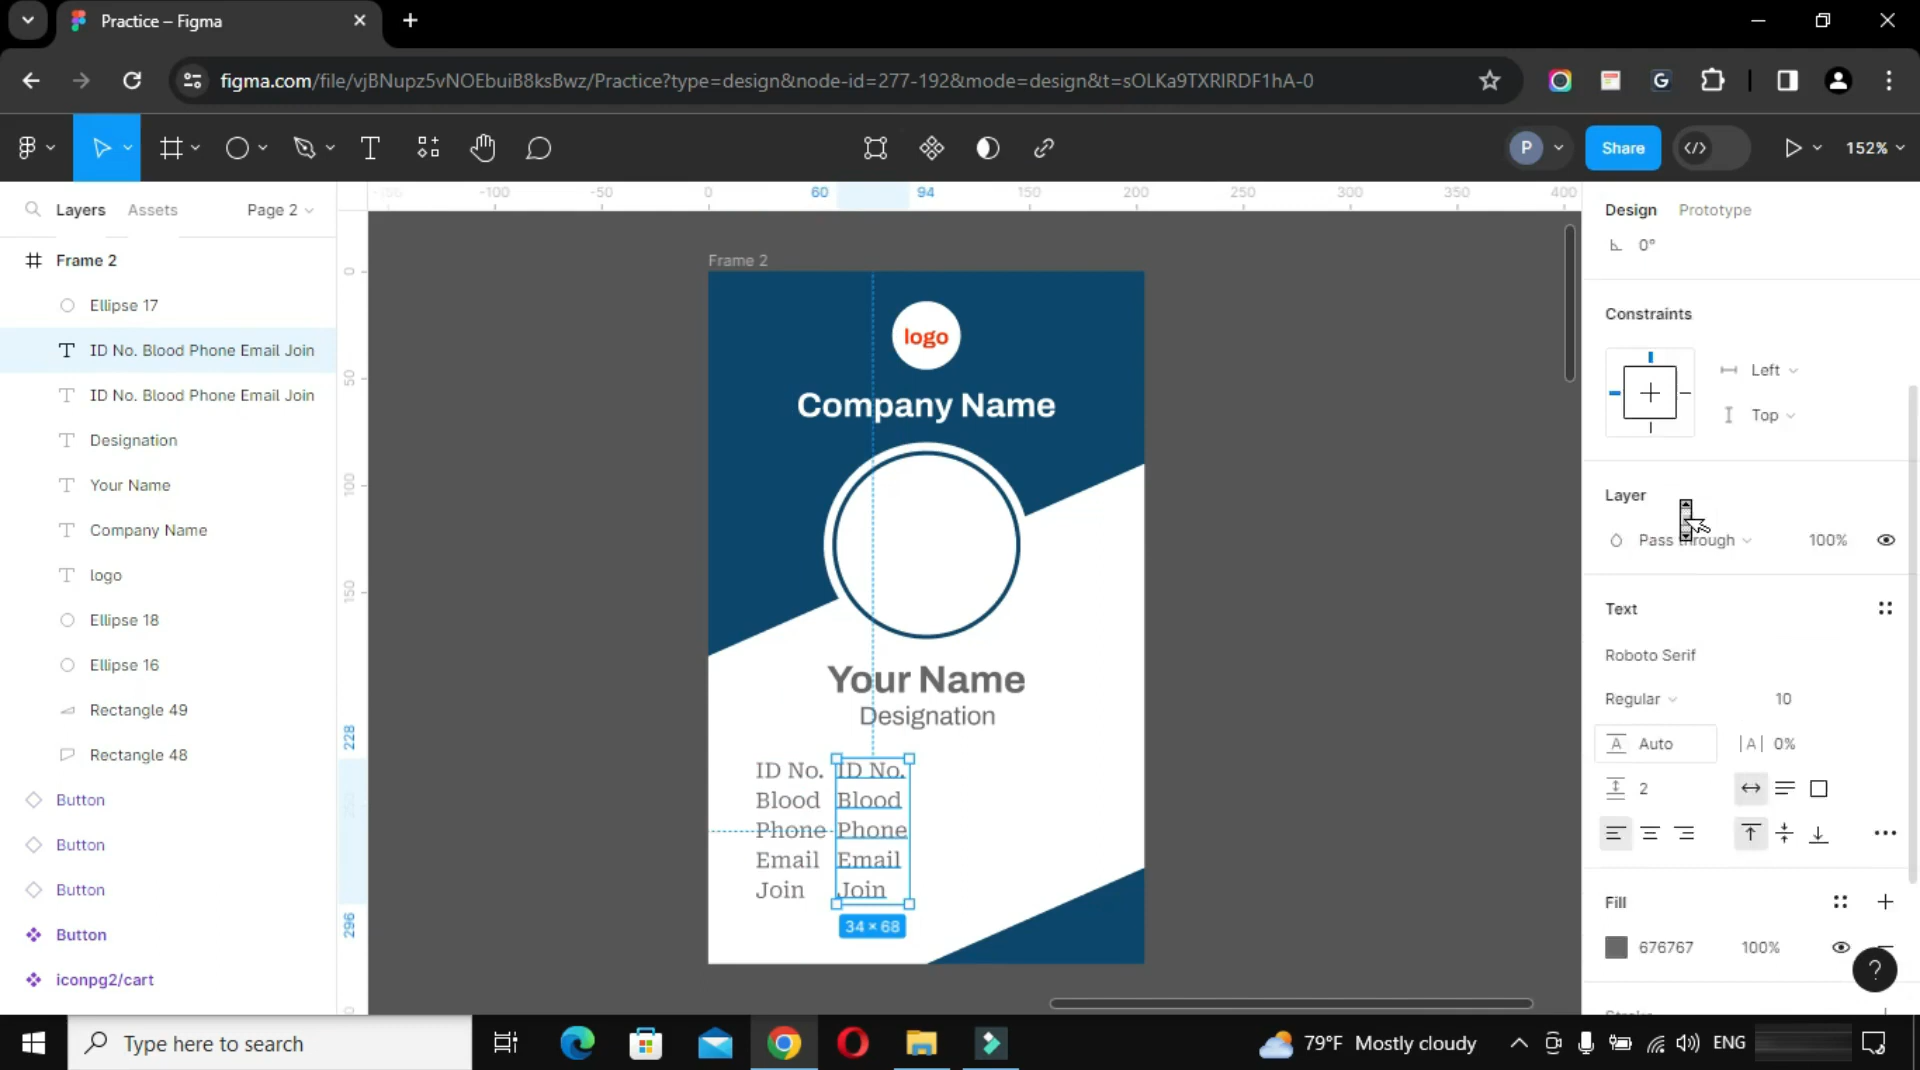 Practice – Figma
figma.com/file/vjBNupz5vNOEbuiB8ksBwz/Practice?type=design&node-id=277-192&mode=design&t=sOLKa9TXRIRDF1hA-0
P
Share
152%
Layers
Assets
Page 2
-100
-50
0
60
94
150
200
250
300
350
400
Design
Prototype
0°
Frame 2
Ellipse 17
ID No. Blood Phone Email Join
ID No. Blood Phone Email Join
Designation
Your Name
Company Name
logo
Ellipse 18
Ellipse 16
Rectangle 49
Rectangle 48
Button
Button
Button
Button
iconpg2/cart
0
50
100
150
228
296
Frame 2
logo
Company Name
Your Name
Designation
ID No. ID No.
Blood Blood
Phone Phone
Email Email
Join Join
34 × 68
Constraints
Left
Top
Layer
Pass through
100%
Text
Roboto Serif
Regular
10
A Auto
|A| 0%
2
Fill
676767
100%
?
Type here to search
79°F Mostly cloudy
ENG